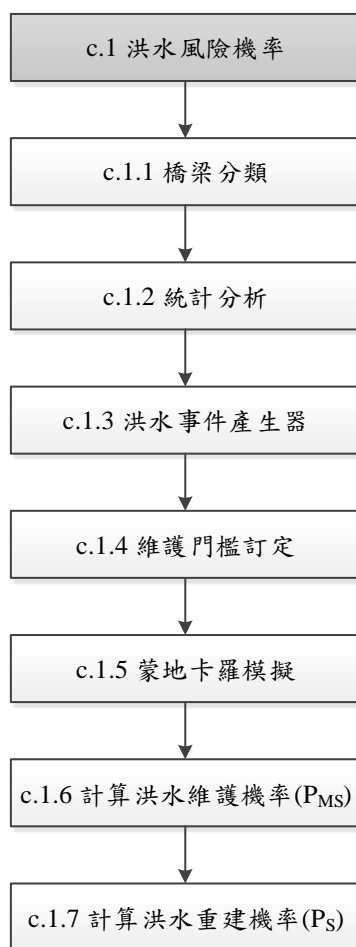 c.1 洪水風險機率
c.1.1 橋梁分類
c.1.2 統計分析
c.1.3 洪水事件產生器
c.1.4 維護門檻訂定
c.1.5 蒙地卡羅模擬
c.1.6 計算洪水維護機率(PMS)
c.1.7 計算洪水重建機率(PS)